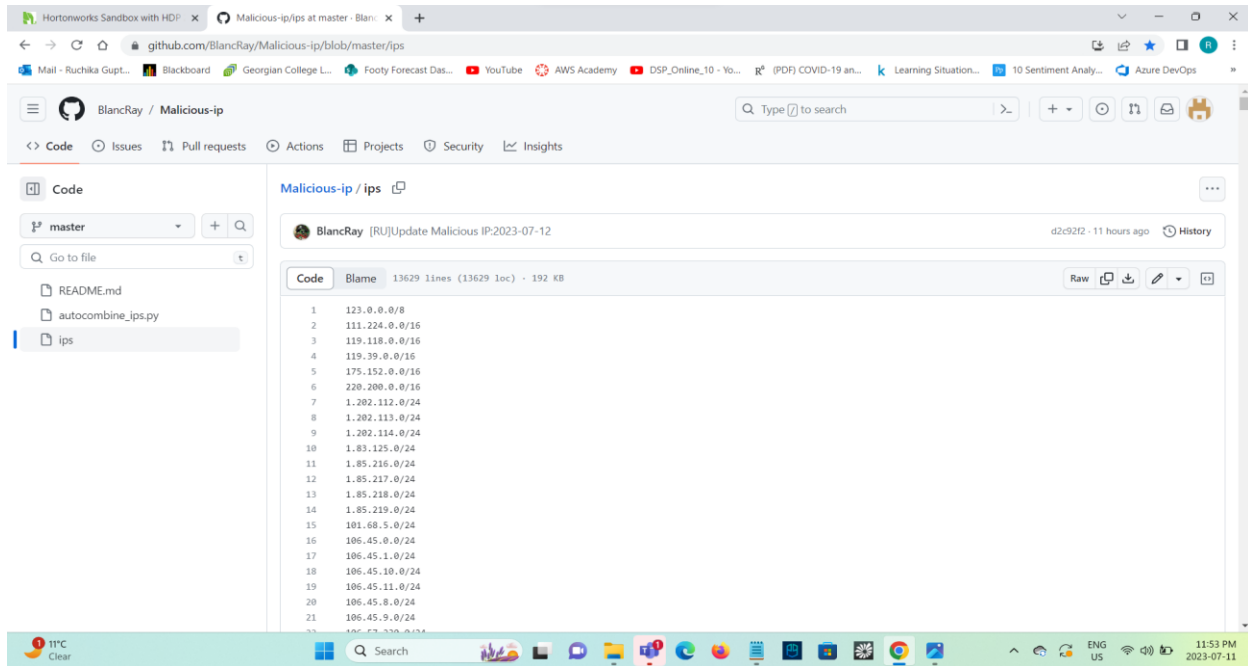 Hortonworks Sandbox with HDP
Malicious-ip/ips at master · Blanc
github.com/BlancRay/Malicious-ip/blob/master/ips
R
Mail - Ruchika Gupt...
Blackboard
Georgian College L...
Footy Forecast Das...
YouTube
AWS Academy
DSP_Online_10 - Yo...
(PDF) COVID-19 an...
Learning Situation...
10 Sentiment Analy...
Azure DevOps
»
BlancRay / Malicious-ip
Type / to search
<> Code
Issues
Pull requests
Actions
Projects
Security
Insights
Code
master
Go to file
t
README.md
autocombine_ips.py
ips
Malicious-ip / ips
BlancRay [RU]Update Malicious IP:2023-07-12
d2c92f2 · 11 hours ago
History
Code
Blame
13629 lines (13629 loc) · 192 KB
Raw
1 123.0.0.0/8
2 111.224.0.0/16
3 119.118.0.0/16
4 119.39.0.0/16
5 175.152.0.0/16
6 220.200.0.0/16
7 1.202.112.0/24
8 1.202.113.0/24
9 1.202.114.0/24
10 1.83.125.0/24
11 1.85.216.0/24
12 1.85.217.0/24
13 1.85.218.0/24
14 1.85.219.0/24
15 101.68.5.0/24
16 106.45.0.0/24
17 106.45.1.0/24
18 106.45.10.0/24
19 106.45.11.0/24
20 106.45.8.0/24
21 106.45.9.0/24
1
11°C
Clear
Search
ENG
US
11:53 PM
2023-07-11